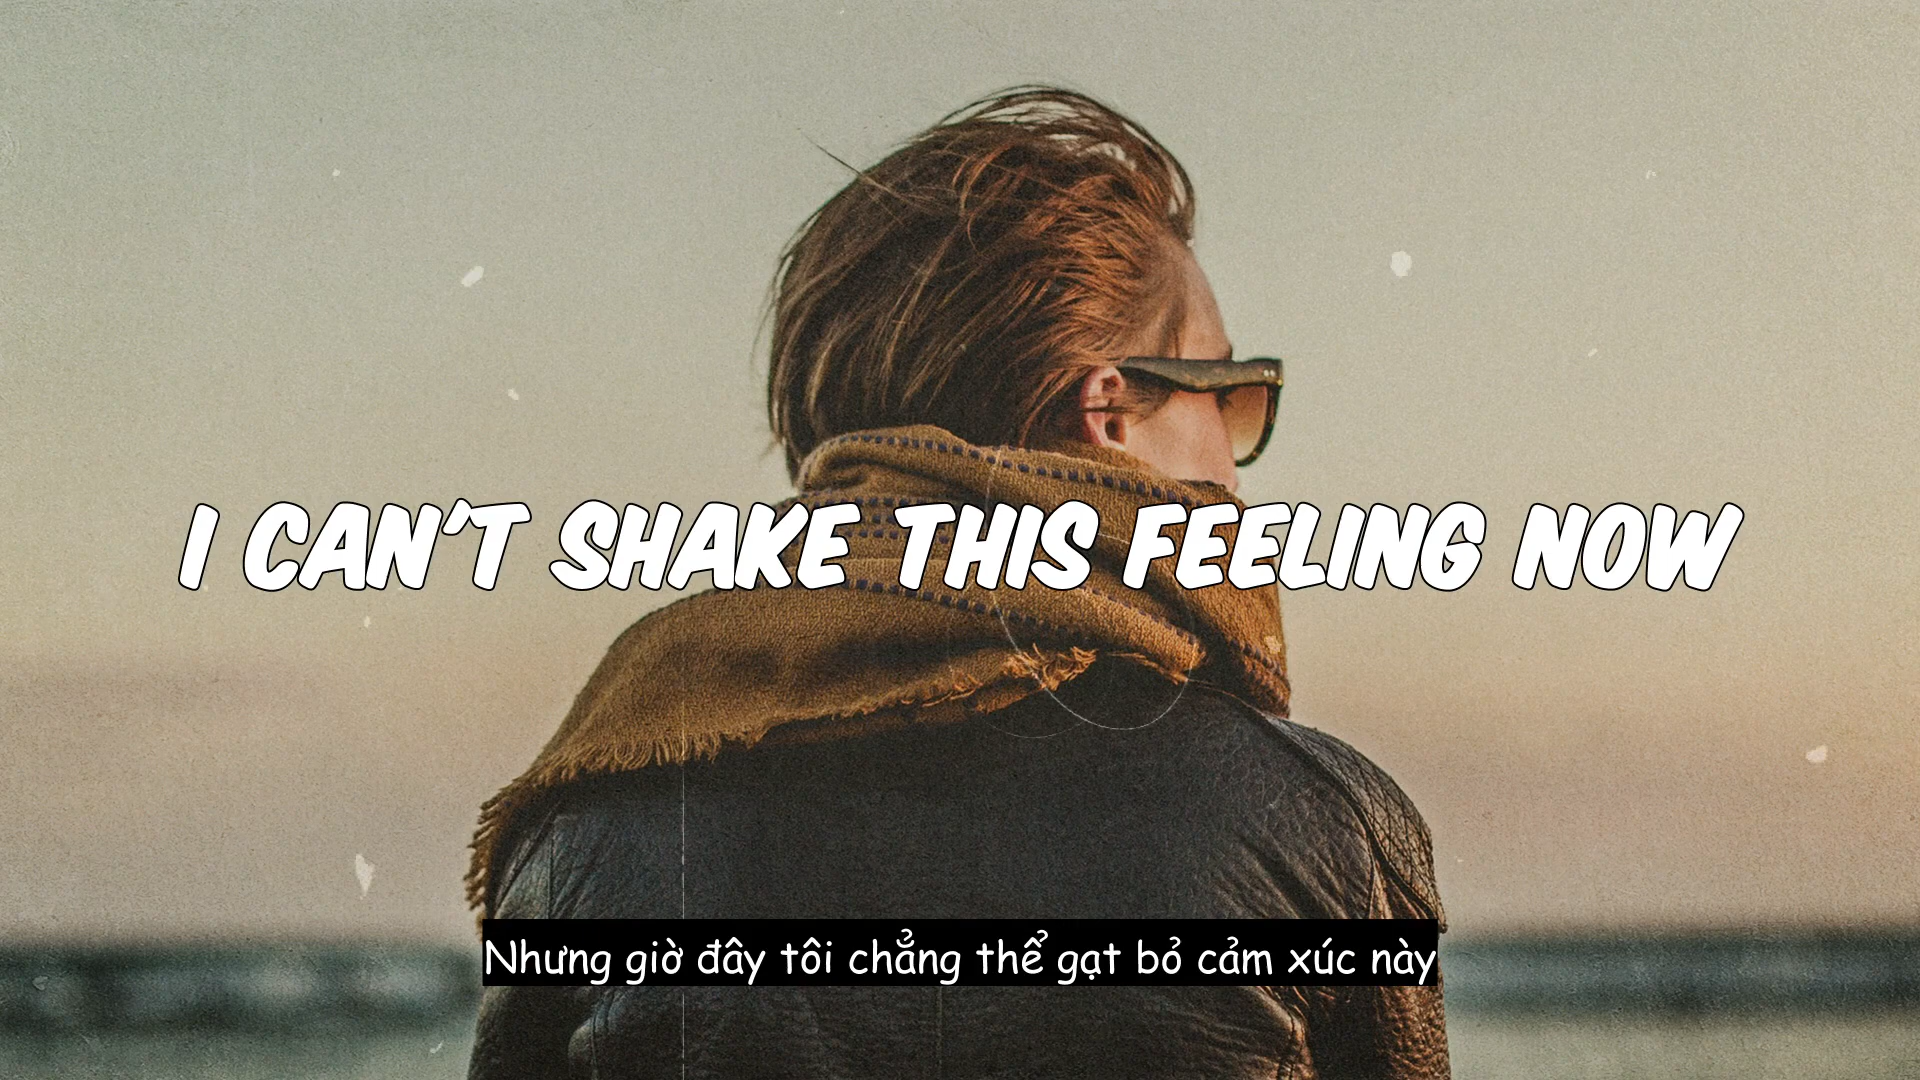 I CAN'T SHAKE THIS FEELING NOW
Nhưng giờ đây tôi chẳng thể gạt bỏ cảm xúc này